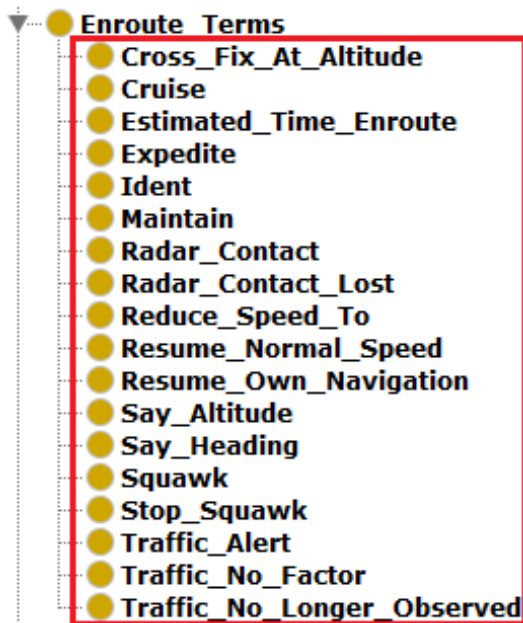 Enroute_Terms
Cross_Fix_At_Altitude
Cruise
Estimated_Time_Enroute
Expedite
Ident
Maintain
Radar_Contact
Radar_Contact_Lost
Reduce_Speed_To
Resume_Normal_Speed
Resume_Own_Navigation
Say_Altitude
Say_Heading
Squawk
Stop_Squawk
Traffic_Alert
Traffic_No_Factor
Traffic_No_Longer_Observed